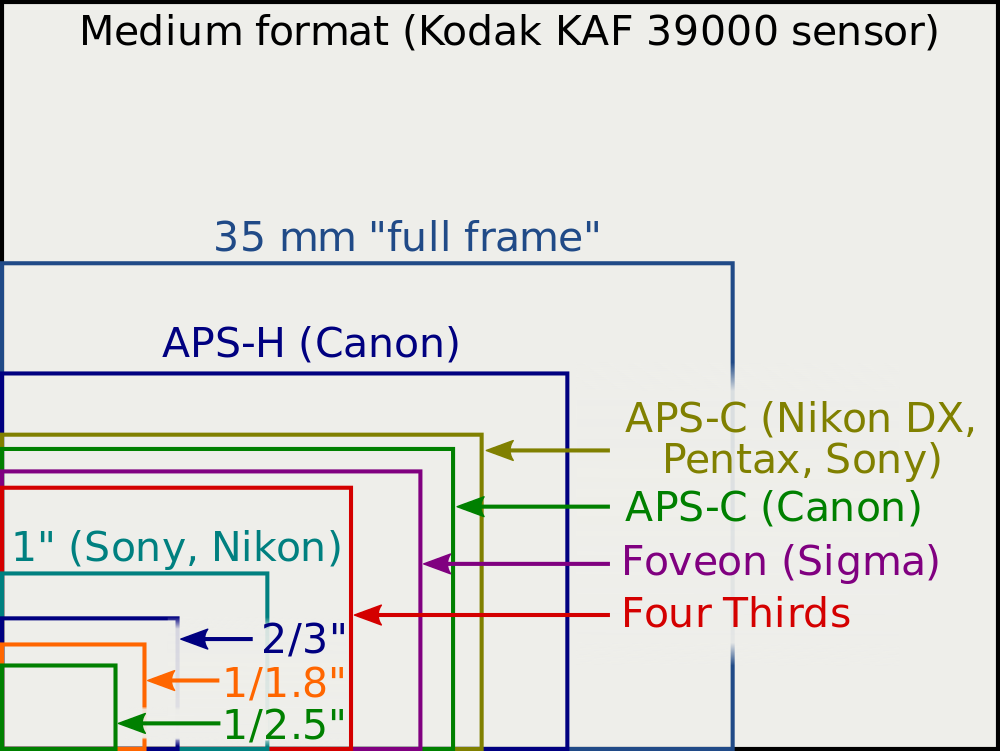 Medium format (Kodak KAF 39000 sensor)
35 mm "full frame"
APS-H (Canon)
APS-C (Nikon DX,
Pentax, Sony)
APS-C (Canon)
Foveon (Sigma)
Four Thirds
1" (Sony, Nikon)
2/3"
1/1.8"
1/2.5"